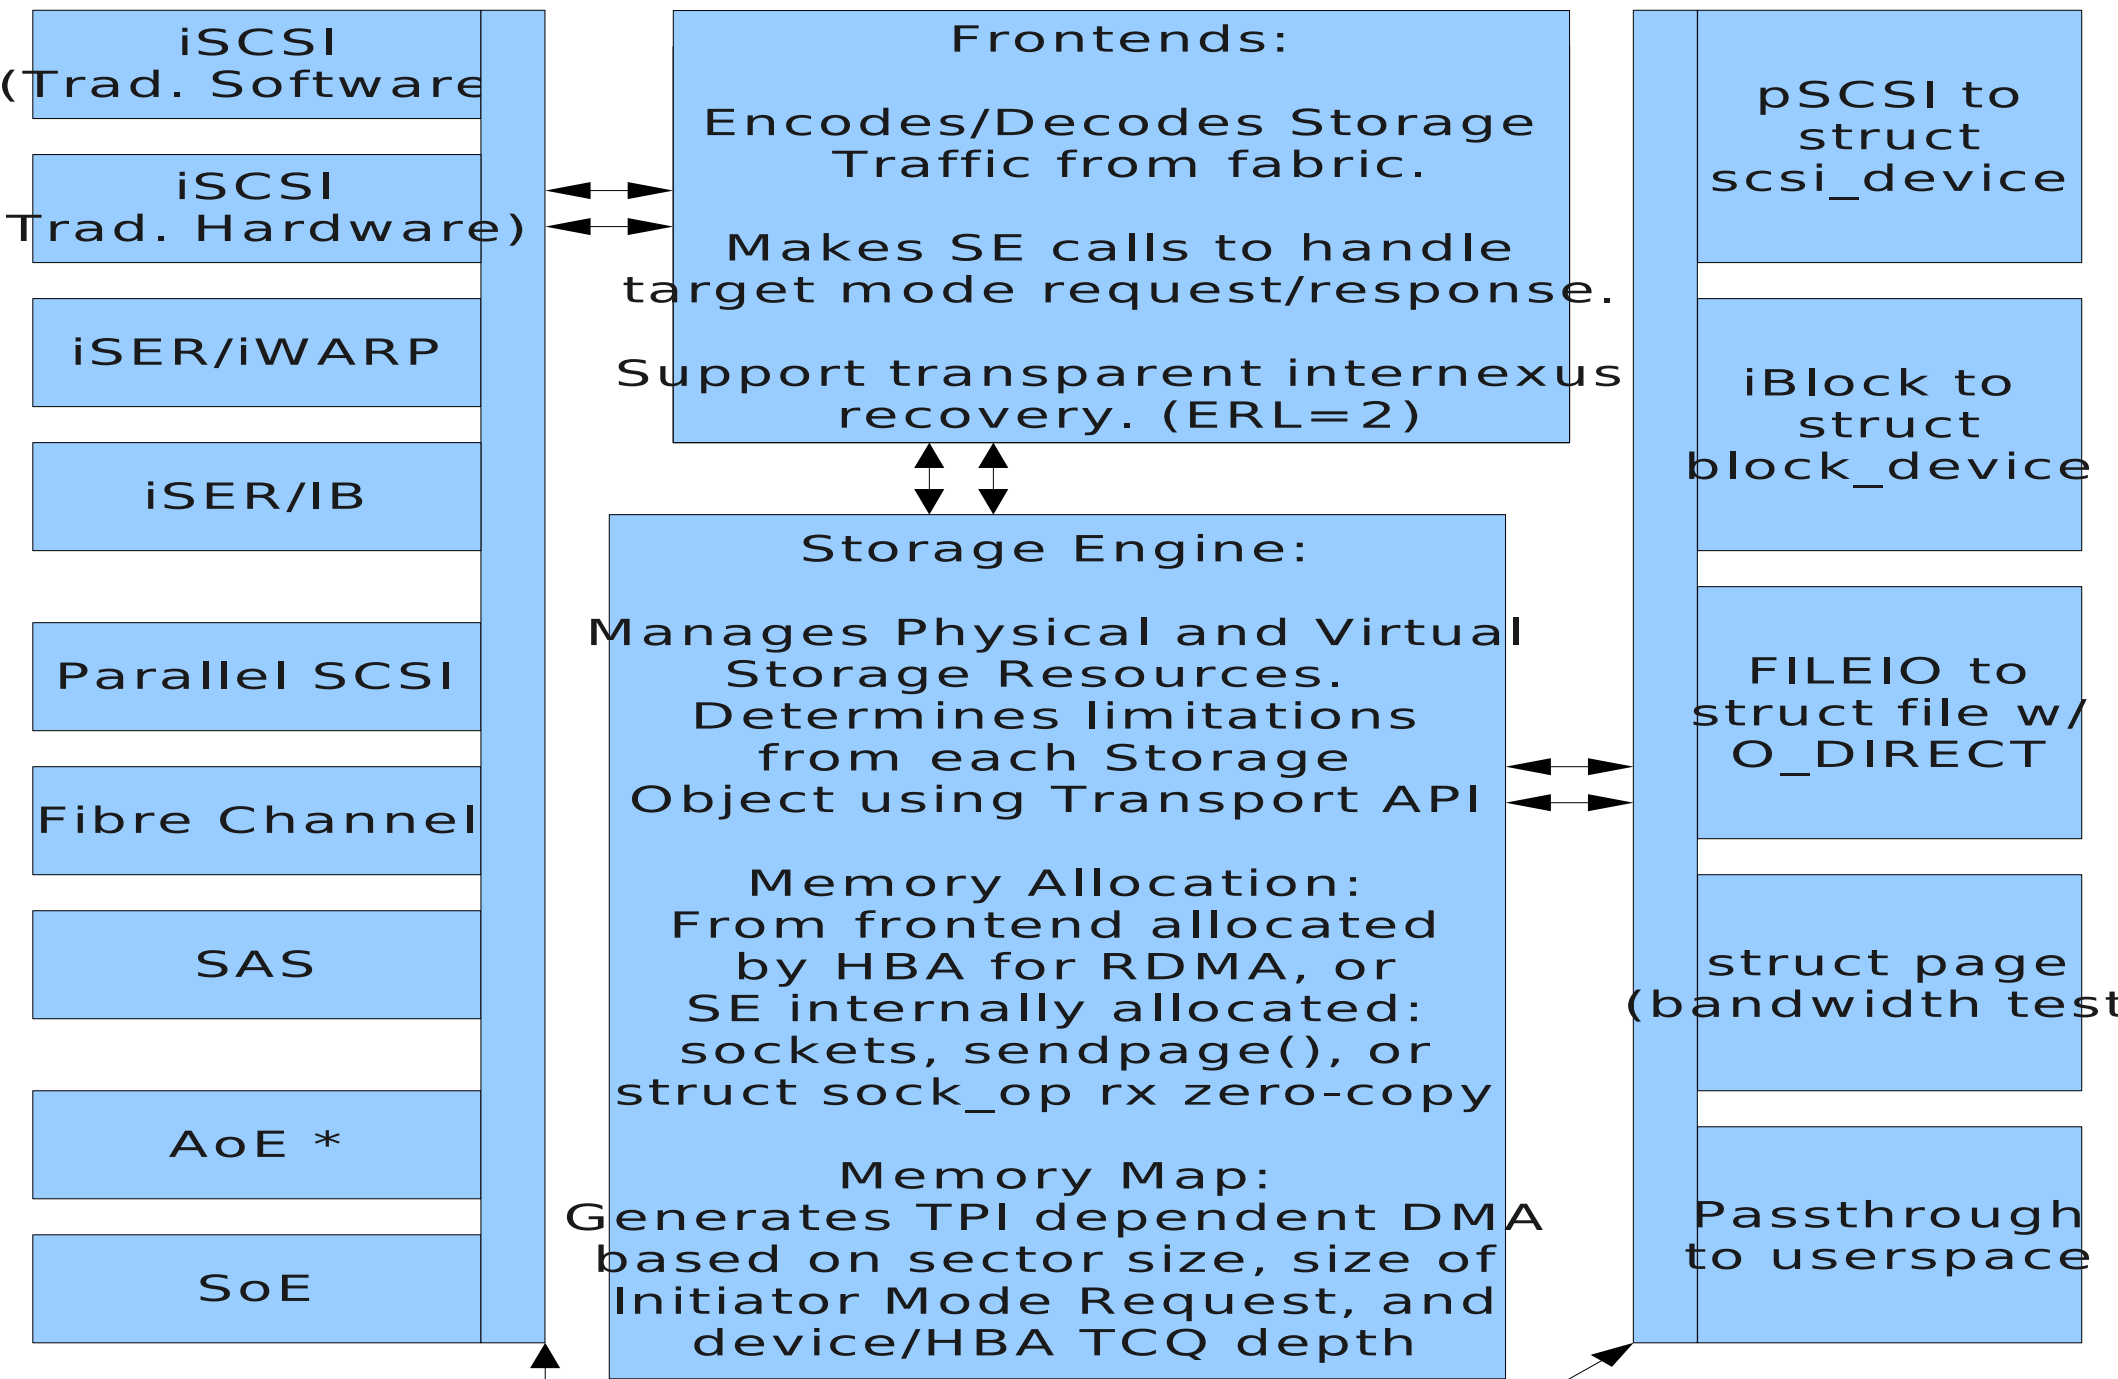 iSCSI
(Trad. Software
iSCSI
Trad. Hardware)
iSER/iWARP
iSER/IB
Parallel SCSI
Fibre Channel
SAS
AoE *
SoE
Frontends:
Encodes/Decodes Storage
Traffic from fabric.
Makes SE calls to handle
target mode request/response.
Support transparent internexus
recovery. (ERL=2)
Storage Engine:
Manages Physical and Virtual
Storage Resources.
Determines limitations
from each Storage
Object using Transport API
Memory Allocation:
From frontend allocated
by HBA for RDMA, or
SE internally allocated:
sockets, sendpage(), or
struct sock_op rx zero-copy
Memory Map:
Generates TPI dependent DMA
based on sector size, size of
Initiator Mode Request, and
device/HBA TCQ depth
pSCSI to
struct
scsi_device
iBlock to
struct
block_device
FILEIO to
struct file w/
O_DIRECT
struct page
(bandwidth test
Passthrough
to userspace